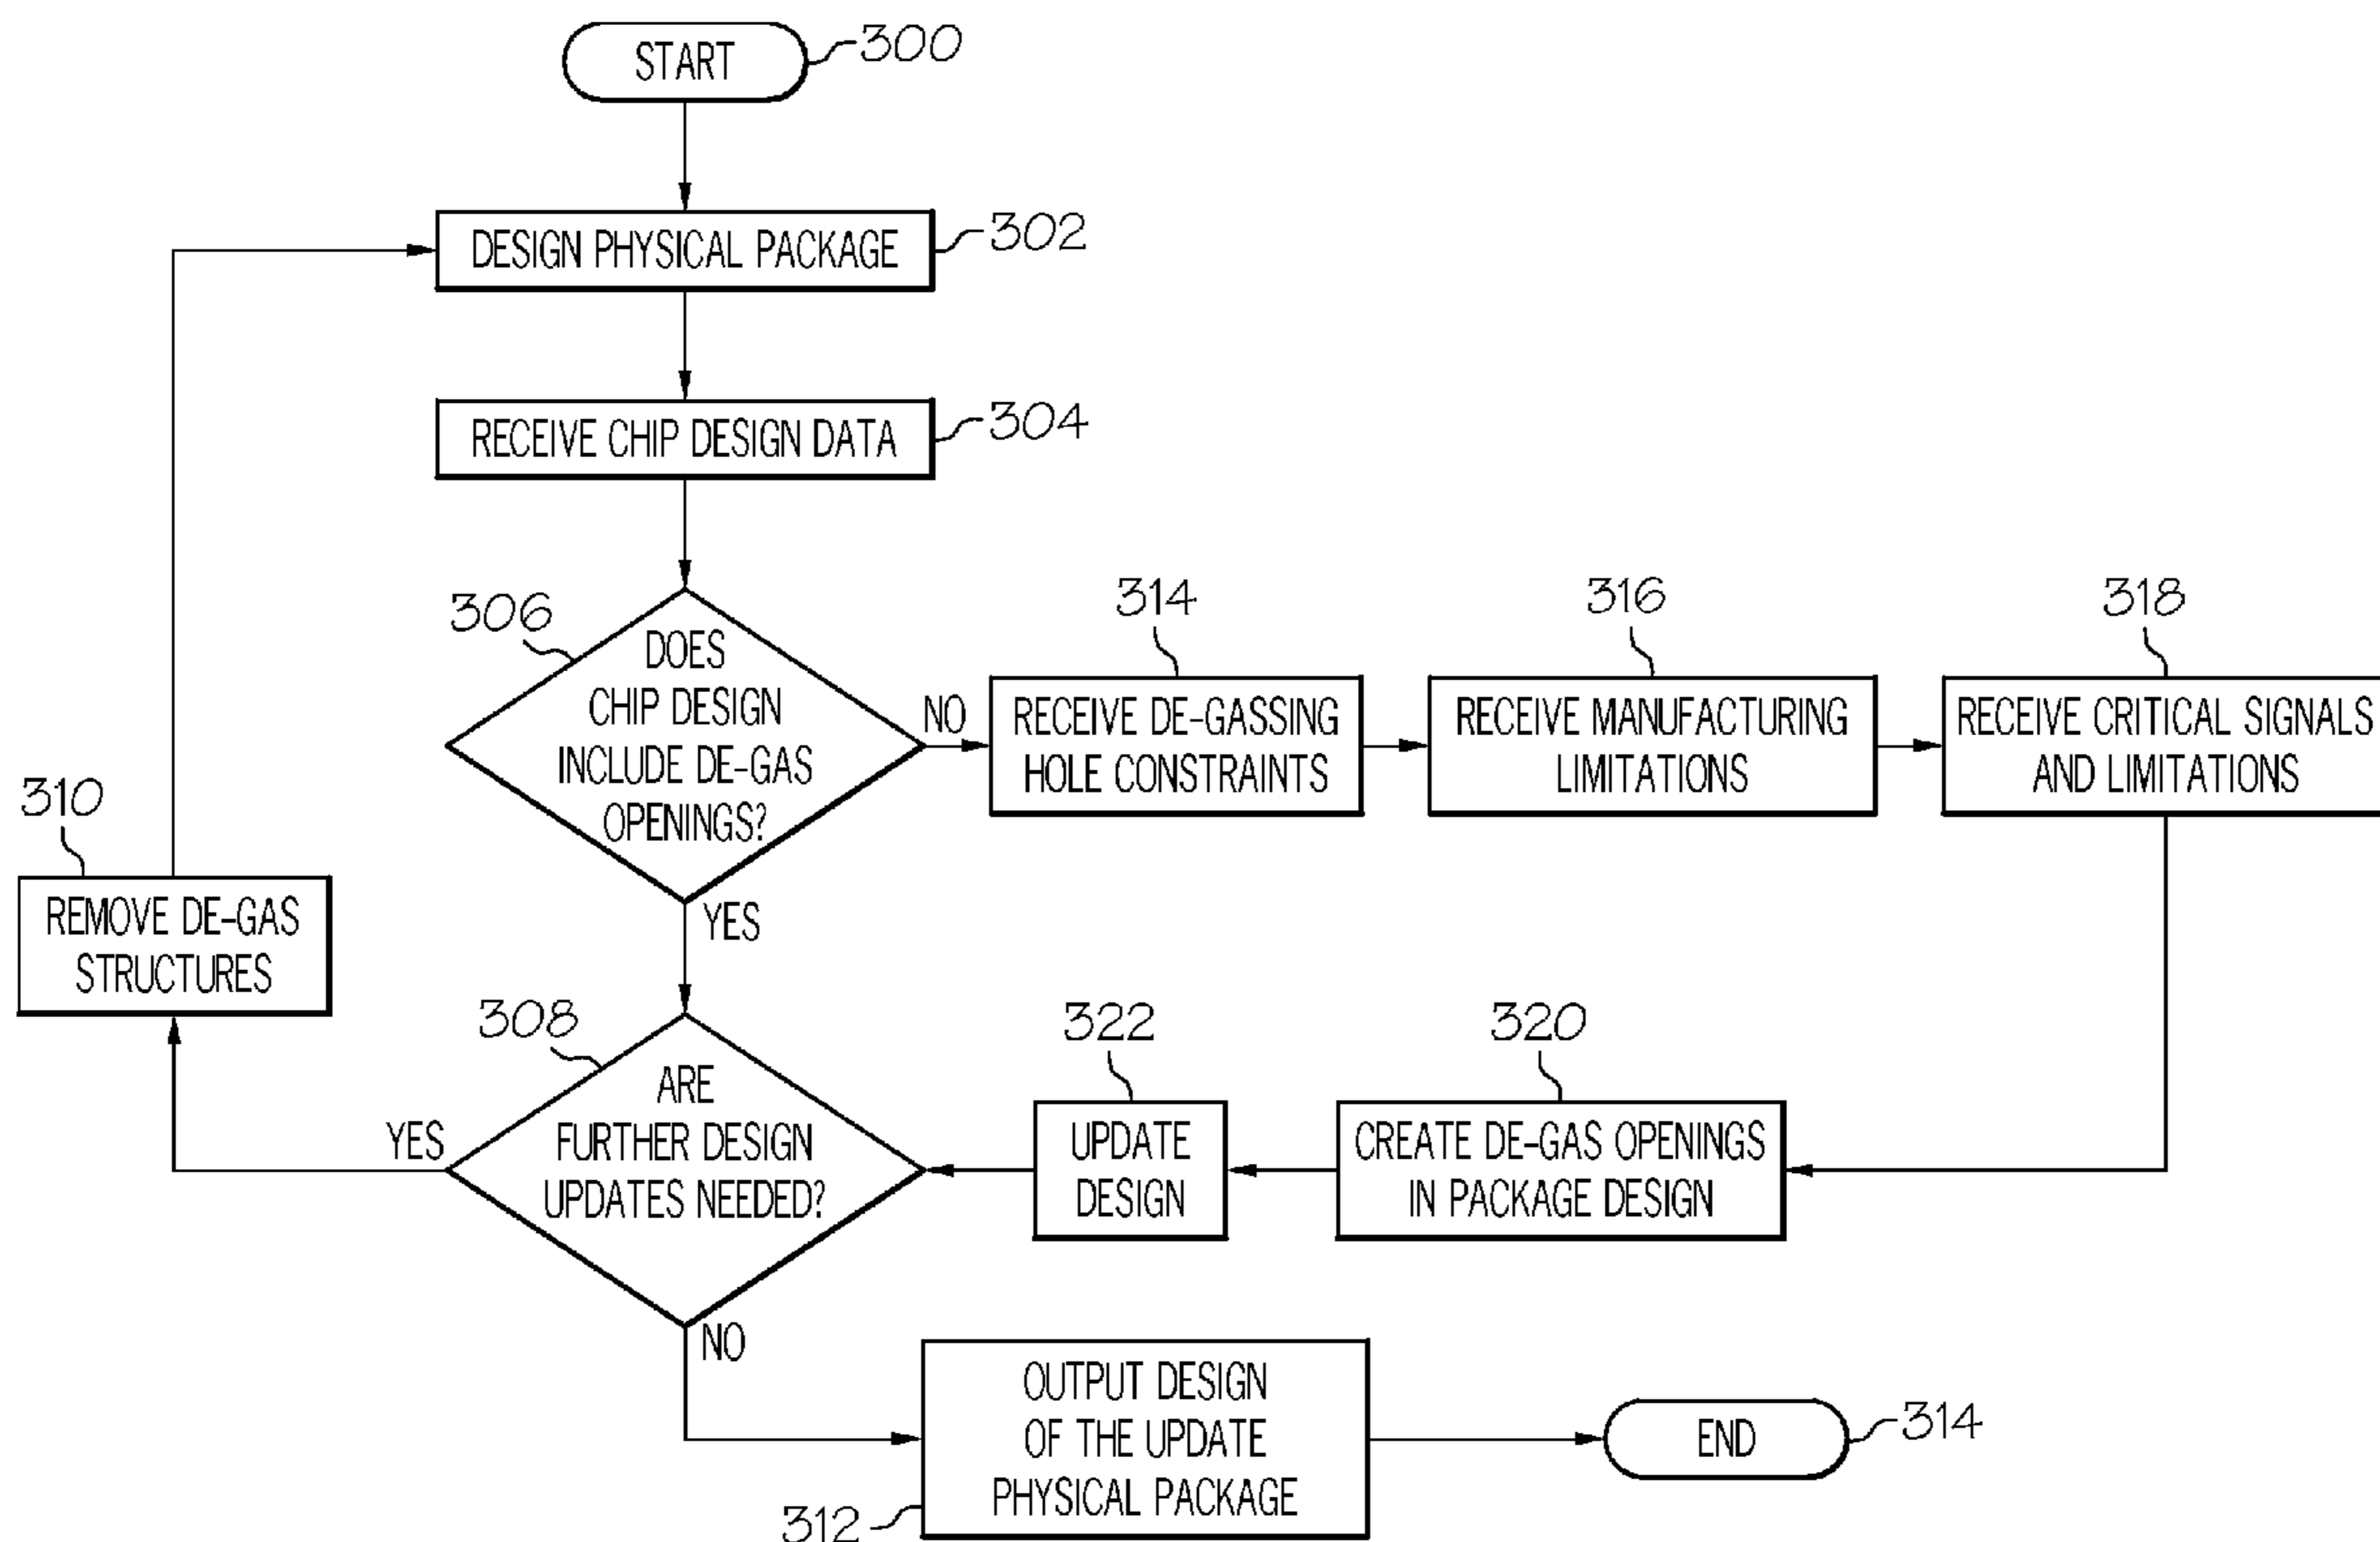 START
300
DESIGN PHYSICAL PACKAGE
302
RECEIVE CHIP DESIGN DATA
304
306
DOES
CHIP DESIGN
INCLUDE DE-GAS
OPENINGS?
NO
YES
314
RECEIVE DE-GASSING
HOLE CONSTRAINTS
316
RECEIVE MANUFACTURING
LIMITATIONS
318
RECEIVE CRITICAL SIGNALS
AND LIMITATIONS
310
REMOVE DE-GAS
STRUCTURES
308
ARE
FURTHER DESIGN
UPDATES NEEDED?
YES
NO
322
UPDATE
DESIGN
320
CREATE DE-GAS OPENINGS
IN PACKAGE DESIGN
OUTPUT DESIGN
OF THE UPDATE
PHYSICAL PACKAGE
312
END
314